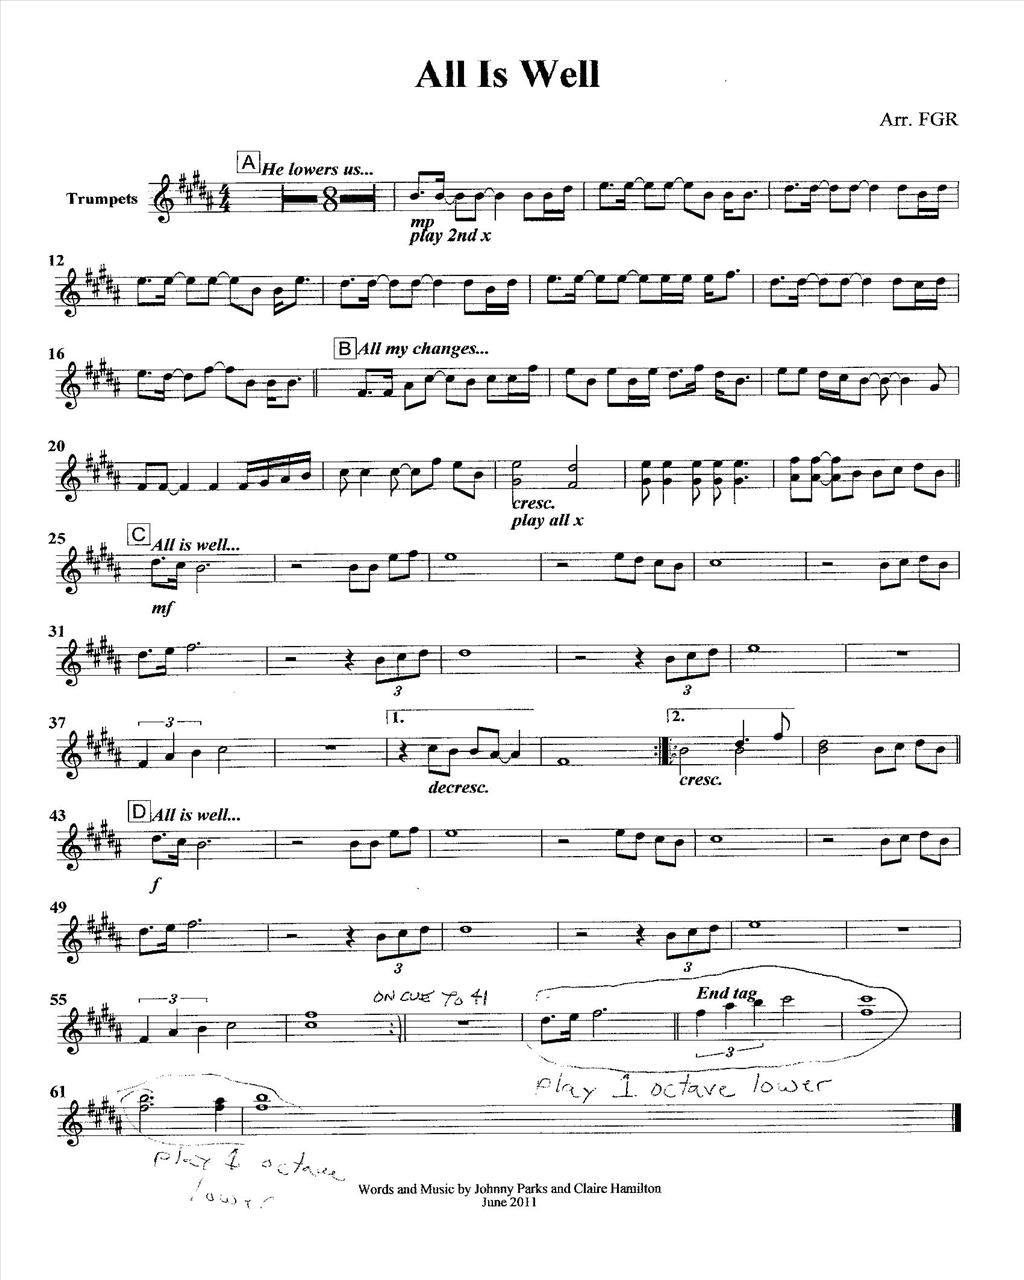 All Is Well
Arr. FGR
A He lowers us...
Trumpets
8
mp
play 2nd x
12
16
B All my changes...
20
cresc.
play all x
25
C All is well...
mf
31
3
3
37
3
1.
2.
decresc.
cresc.
43
D All is well...
f
49
3
3
55
3
ON CUE TO 41
End tag
3
play 1 octave lower
61
play 1 octave
lower
Words and Music by Johnny Parks and Claire Hamilton
June 2011